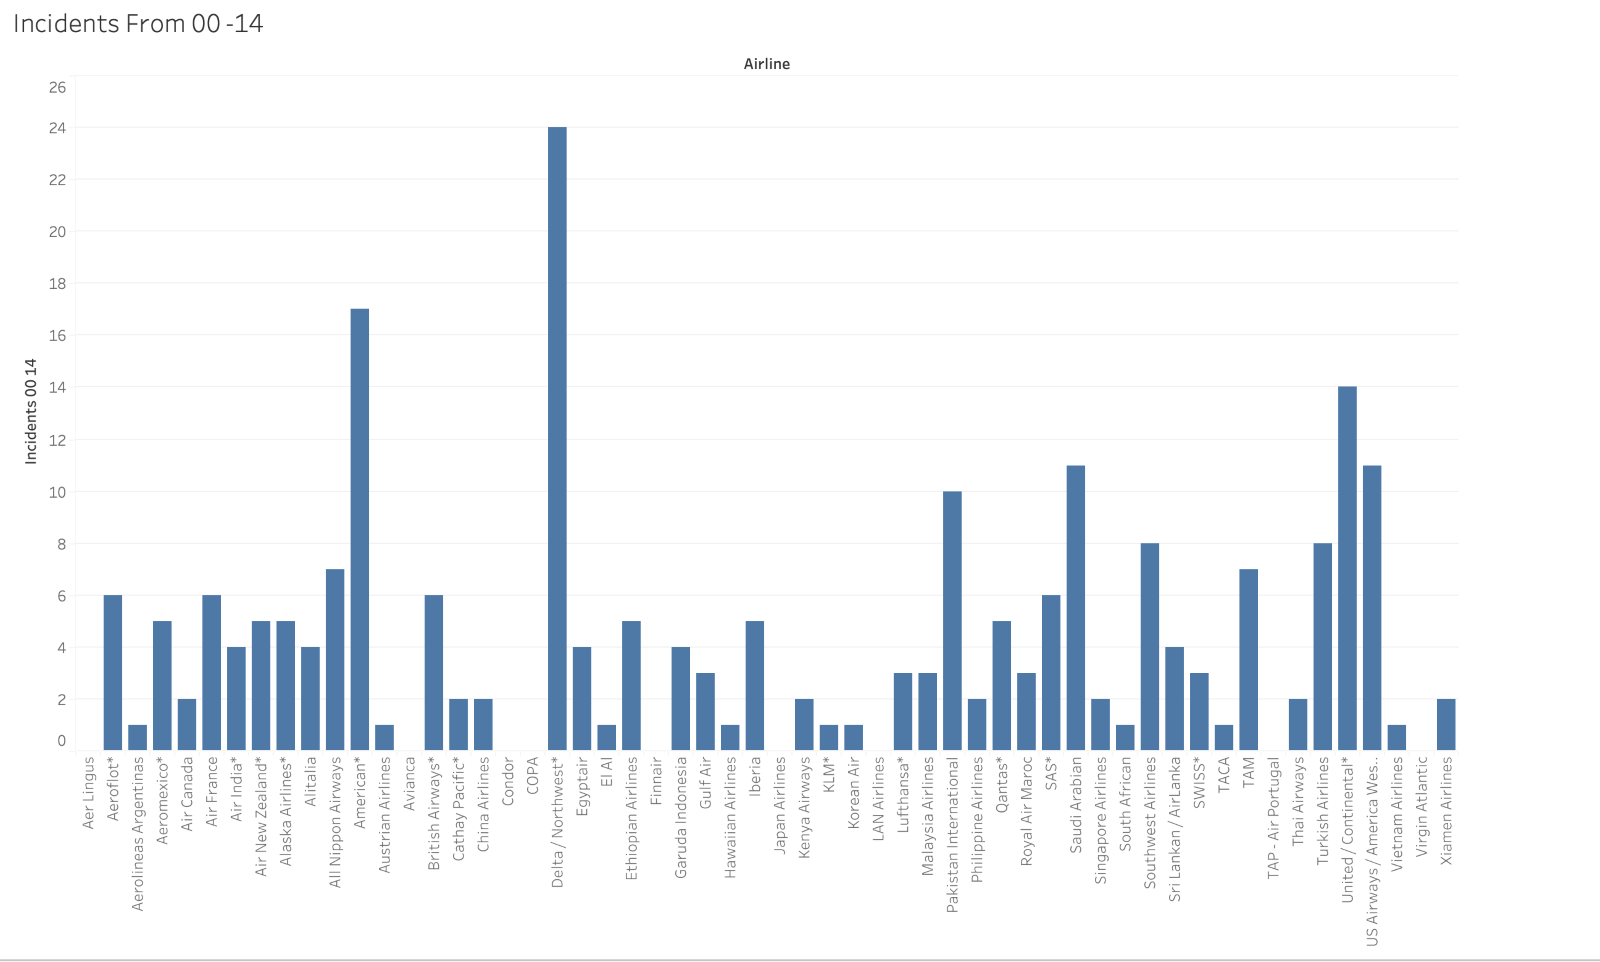 Incidents From 00 -14
Airline
26
24
22
20
18
16
14
12
10
8
6
4
2
0
Incidents 00 14
Aer Lingus
Aeroflot*
Aerolineas Argentinas
Aeromexico*
Air Canada
Air France
Air India*
Air New Zealand*
Alaska Airlines*
Alitalia
All Nippon Airways
American*
Austrian Airlines
Avianca
British Airways*
Cathay Pacific*
China Airlines
Condor
COPA
Delta / Northwest*
Egyptair
El Al
Ethiopian Airlines
Finnair
Garuda Indonesia
Gulf Air
Hawaiian Airlines
Iberia
Japan Airlines
Kenya Airways
KLM*
Korean Air
LAN Airlines
Lufthansa*
Malaysia Airlines
Pakistan International
Philippine Airlines
Qantas*
Royal Air Maroc
SAS*
Saudi Arabian
Singapore Airlines
South African
Southwest Airlines
Sri Lankan / AirLanka
SWISS*
TACA
TAM
TAP - Air Portugal
Thai Airways
Turkish Airlines
United / Continental*
US Airways / America Wes..
Vietnam Airlines
Virgin Atlantic
Xiamen Airlines